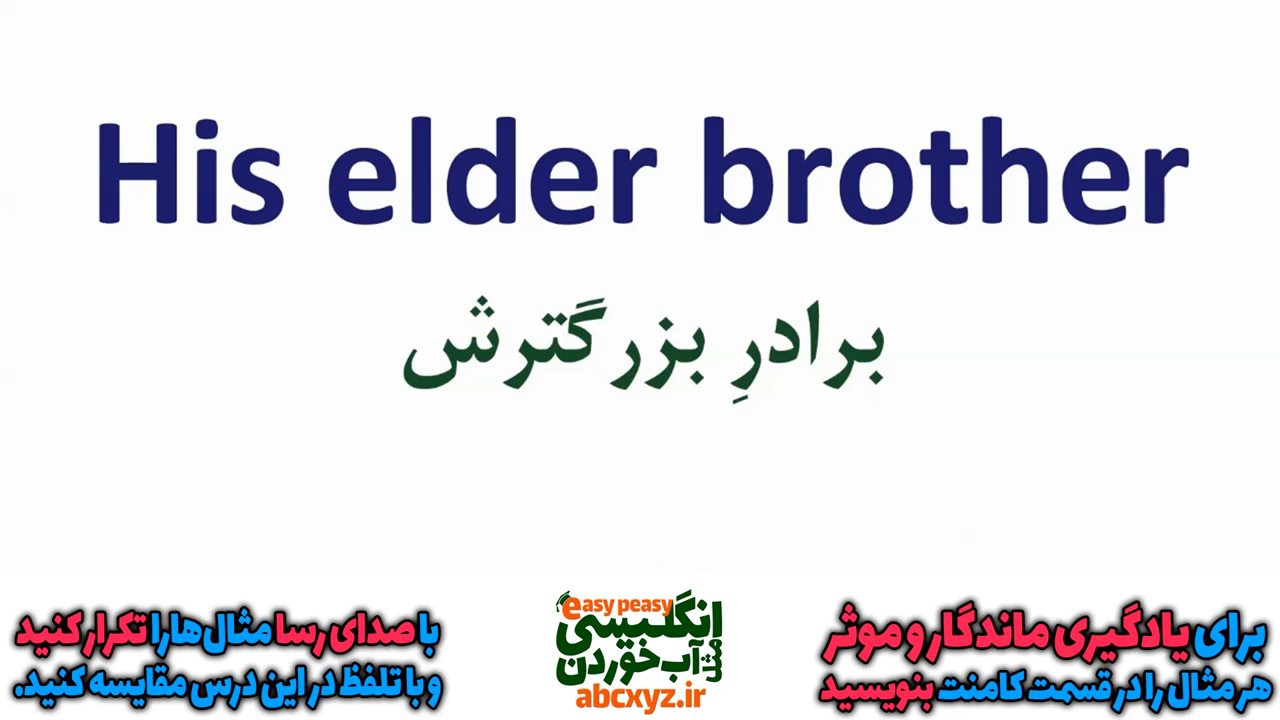 His elder brother
برادرِ بزرگترش
برای یادگیری ماندگار و موثر
هر مثال را در قسمت کامنت بنویسید
easy peasy
انگلیسی
مثل آب خوردن
abcxyz.ir
با صدای رسا مثال‌ها را تکرار کنید
و با تلفظ در این درس مقایسه کنید.